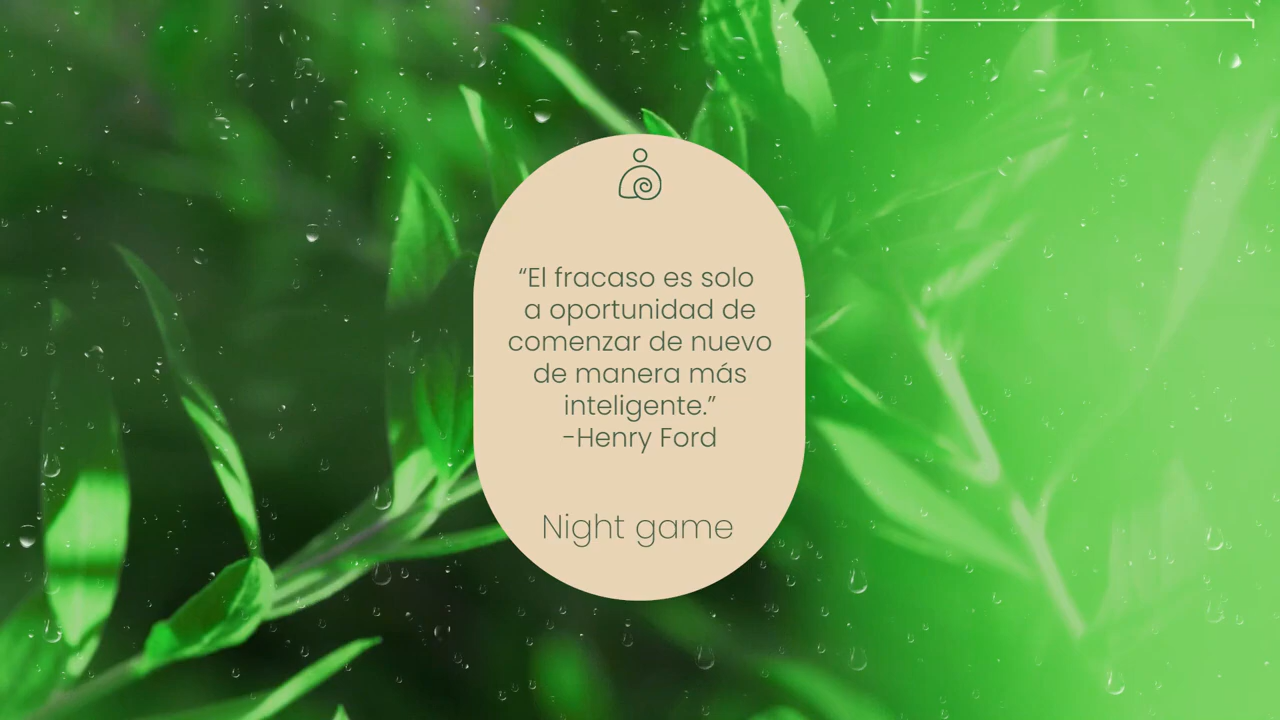 “El fracaso es solo
a oportunidad de
comenzar de nuevo
de manera más
inteligente.”
-Henry Ford
Night game